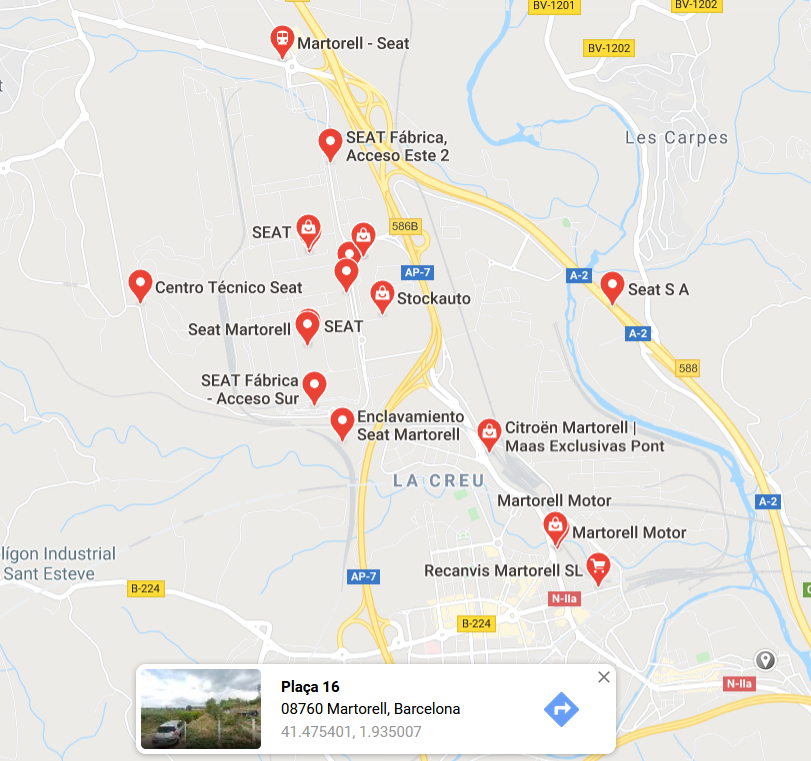 BV-1201
BV-1202
Martorell - Seat
BV-1202
Les Carpes
SEAT Fábrica,
Acceso Este 2
586B
SEAT
AP-7
A-2
Centro Técnico Seat
Seat S A
Stockauto
Seat Martorell
SEAT
A-2
588
SEAT Fábrica
- Acceso Sur
Enclavamiento
Seat Martorell
Citroën Martorell |
Maas Exclusivas Pont
LA CREU
Martorell Motor
A-2
Martorell Motor
lígon Industrial
Sant Esteve
Recanvis Martorell SL
AP-7
B-224
N-IIa
B-224
N-IIa
Plaça 16
08760 Martorell, Barcelona
41.475401, 1.935007